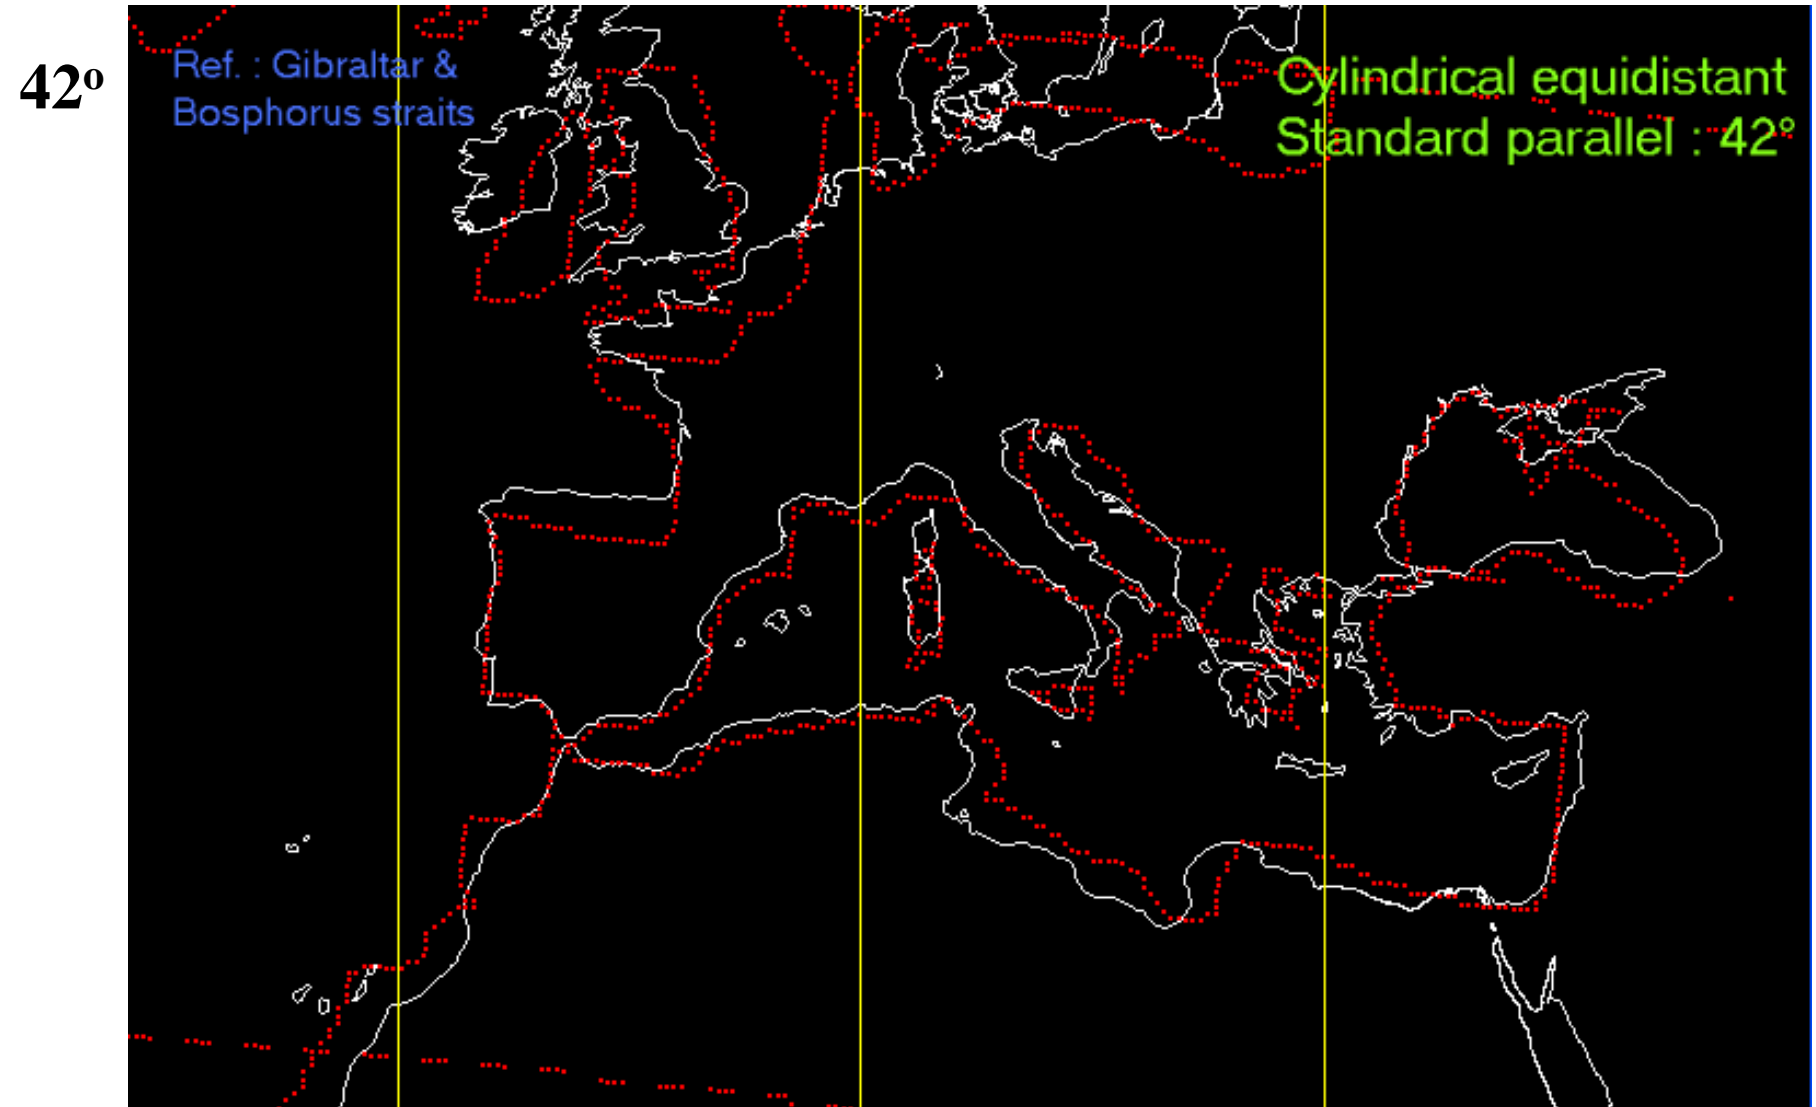 42º
Ref. : Gibraltar &
Bosphorus straits
Cylindrical equidistant
Standard parallel : 42°